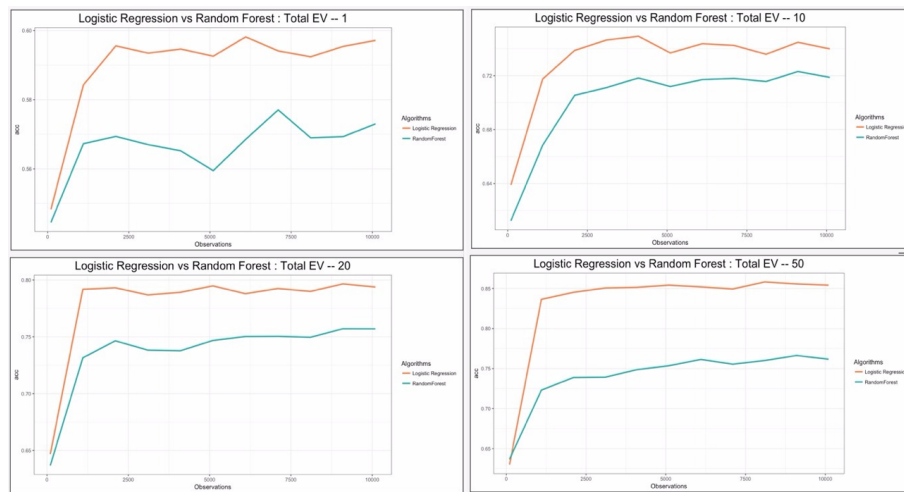 Logistic Regression vs Random Forest : Total EV -- 1
0.60
0.58
0.56
acc
0
2500
5000
7500
10000
Observations
Algorithms
Logistic Regression
RandomForest
Logistic Regression vs Random Forest : Total EV -- 10
0.72
0.68
0.64
acc
0
2500
5000
7500
10000
Observations
Algorithms
Logistic Regression
RandomForest
Logistic Regression vs Random Forest : Total EV -- 20
0.80
0.75
0.70
0.65
acc
0
2500
5000
7500
10000
Observations
Algorithms
Logistic Regression
RandomForest
Logistic Regression vs Random Forest : Total EV -- 50
0.85
0.80
0.75
0.70
0.65
acc
0
2500
5000
7500
10000
Observations
Algorithms
Logistic Regression
RandomForest